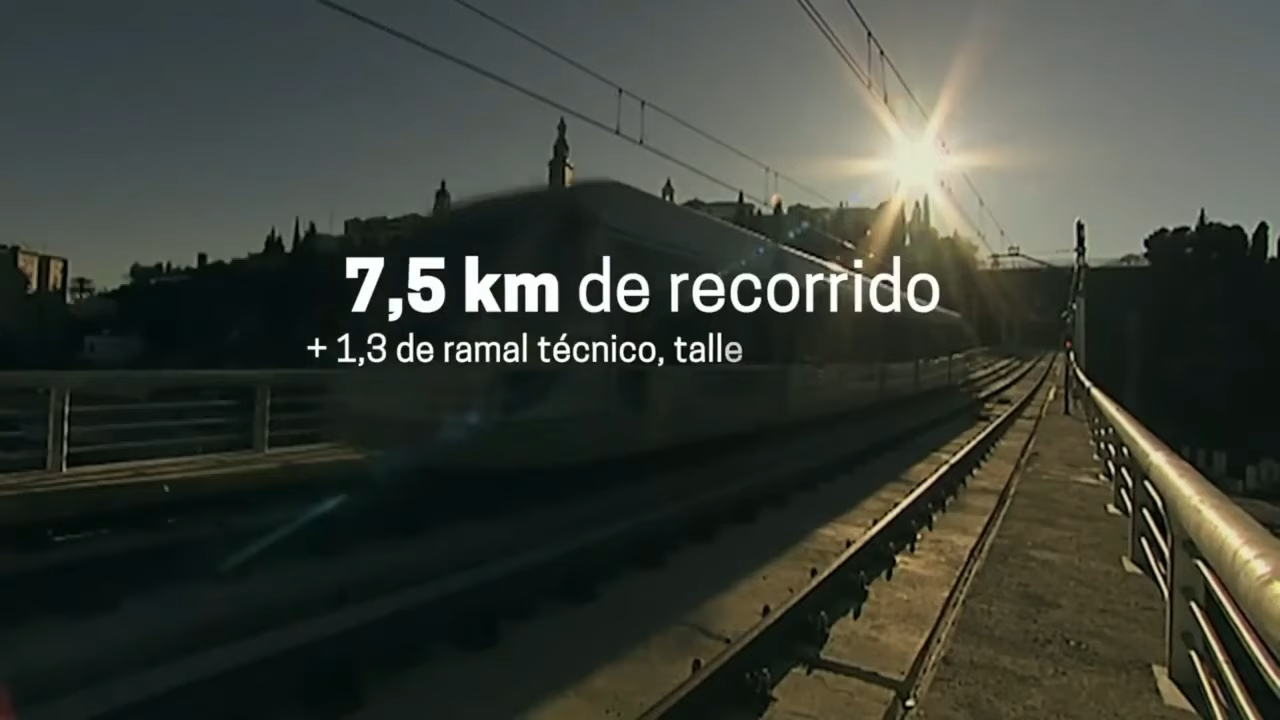 7,5 km de recorrido
+ 1,3 de ramal técnico, talle